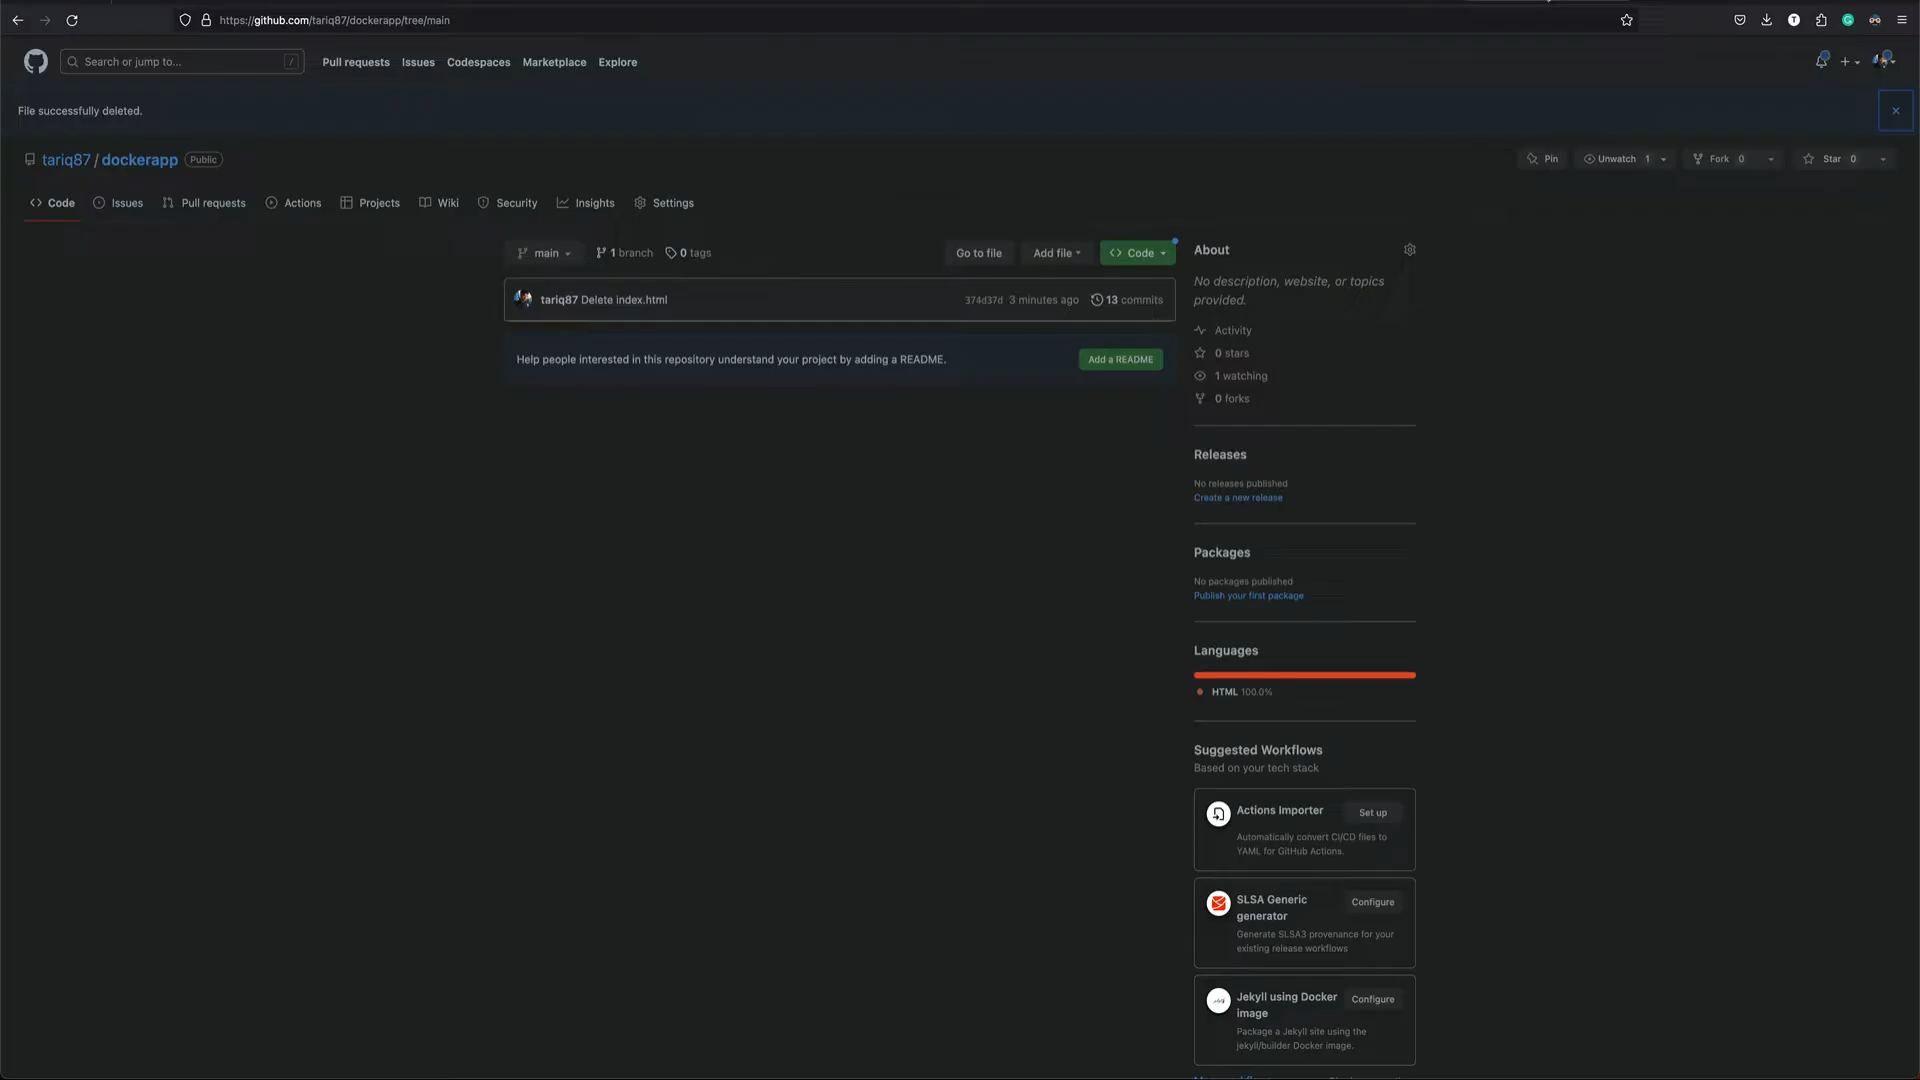 https://github.com/tariq87/dockerapp/tree/main
Search or jump to...
/
Pull requests
Issues
Codespaces
Marketplace
Explore
File successfully deleted.
tariq87 / dockerapp
Public
Pin
Unwatch 1
Fork 0
Star 0
Code
Issues
Pull requests
Actions
Projects
Wiki
Security
Insights
Settings
main
1 branch
0 tags
Go to file
Add file
Code
tariq87 Delete index.html
374d37d 3 minutes ago
13 commits
Help people interested in this repository understand your project by adding a README.
Add a README
About
No description, website, or topics
provided.
Activity
0 stars
1 watching
0 forks
Releases
No releases published
Create a new release
Packages
No packages published
Publish your first package
Languages
HTML 100.0%
Suggested Workflows
Based on your tech stack
Actions Importer
Set up
Automatically convert CI/CD files to
YAML for GitHub Actions.
SLSA Generic
generator
Configure
Generate SLSA3 provenance for your
existing release workflows
Jekyll using Docker
image
Configure
Package a Jekyll site using the
jekyll/builder Docker image.